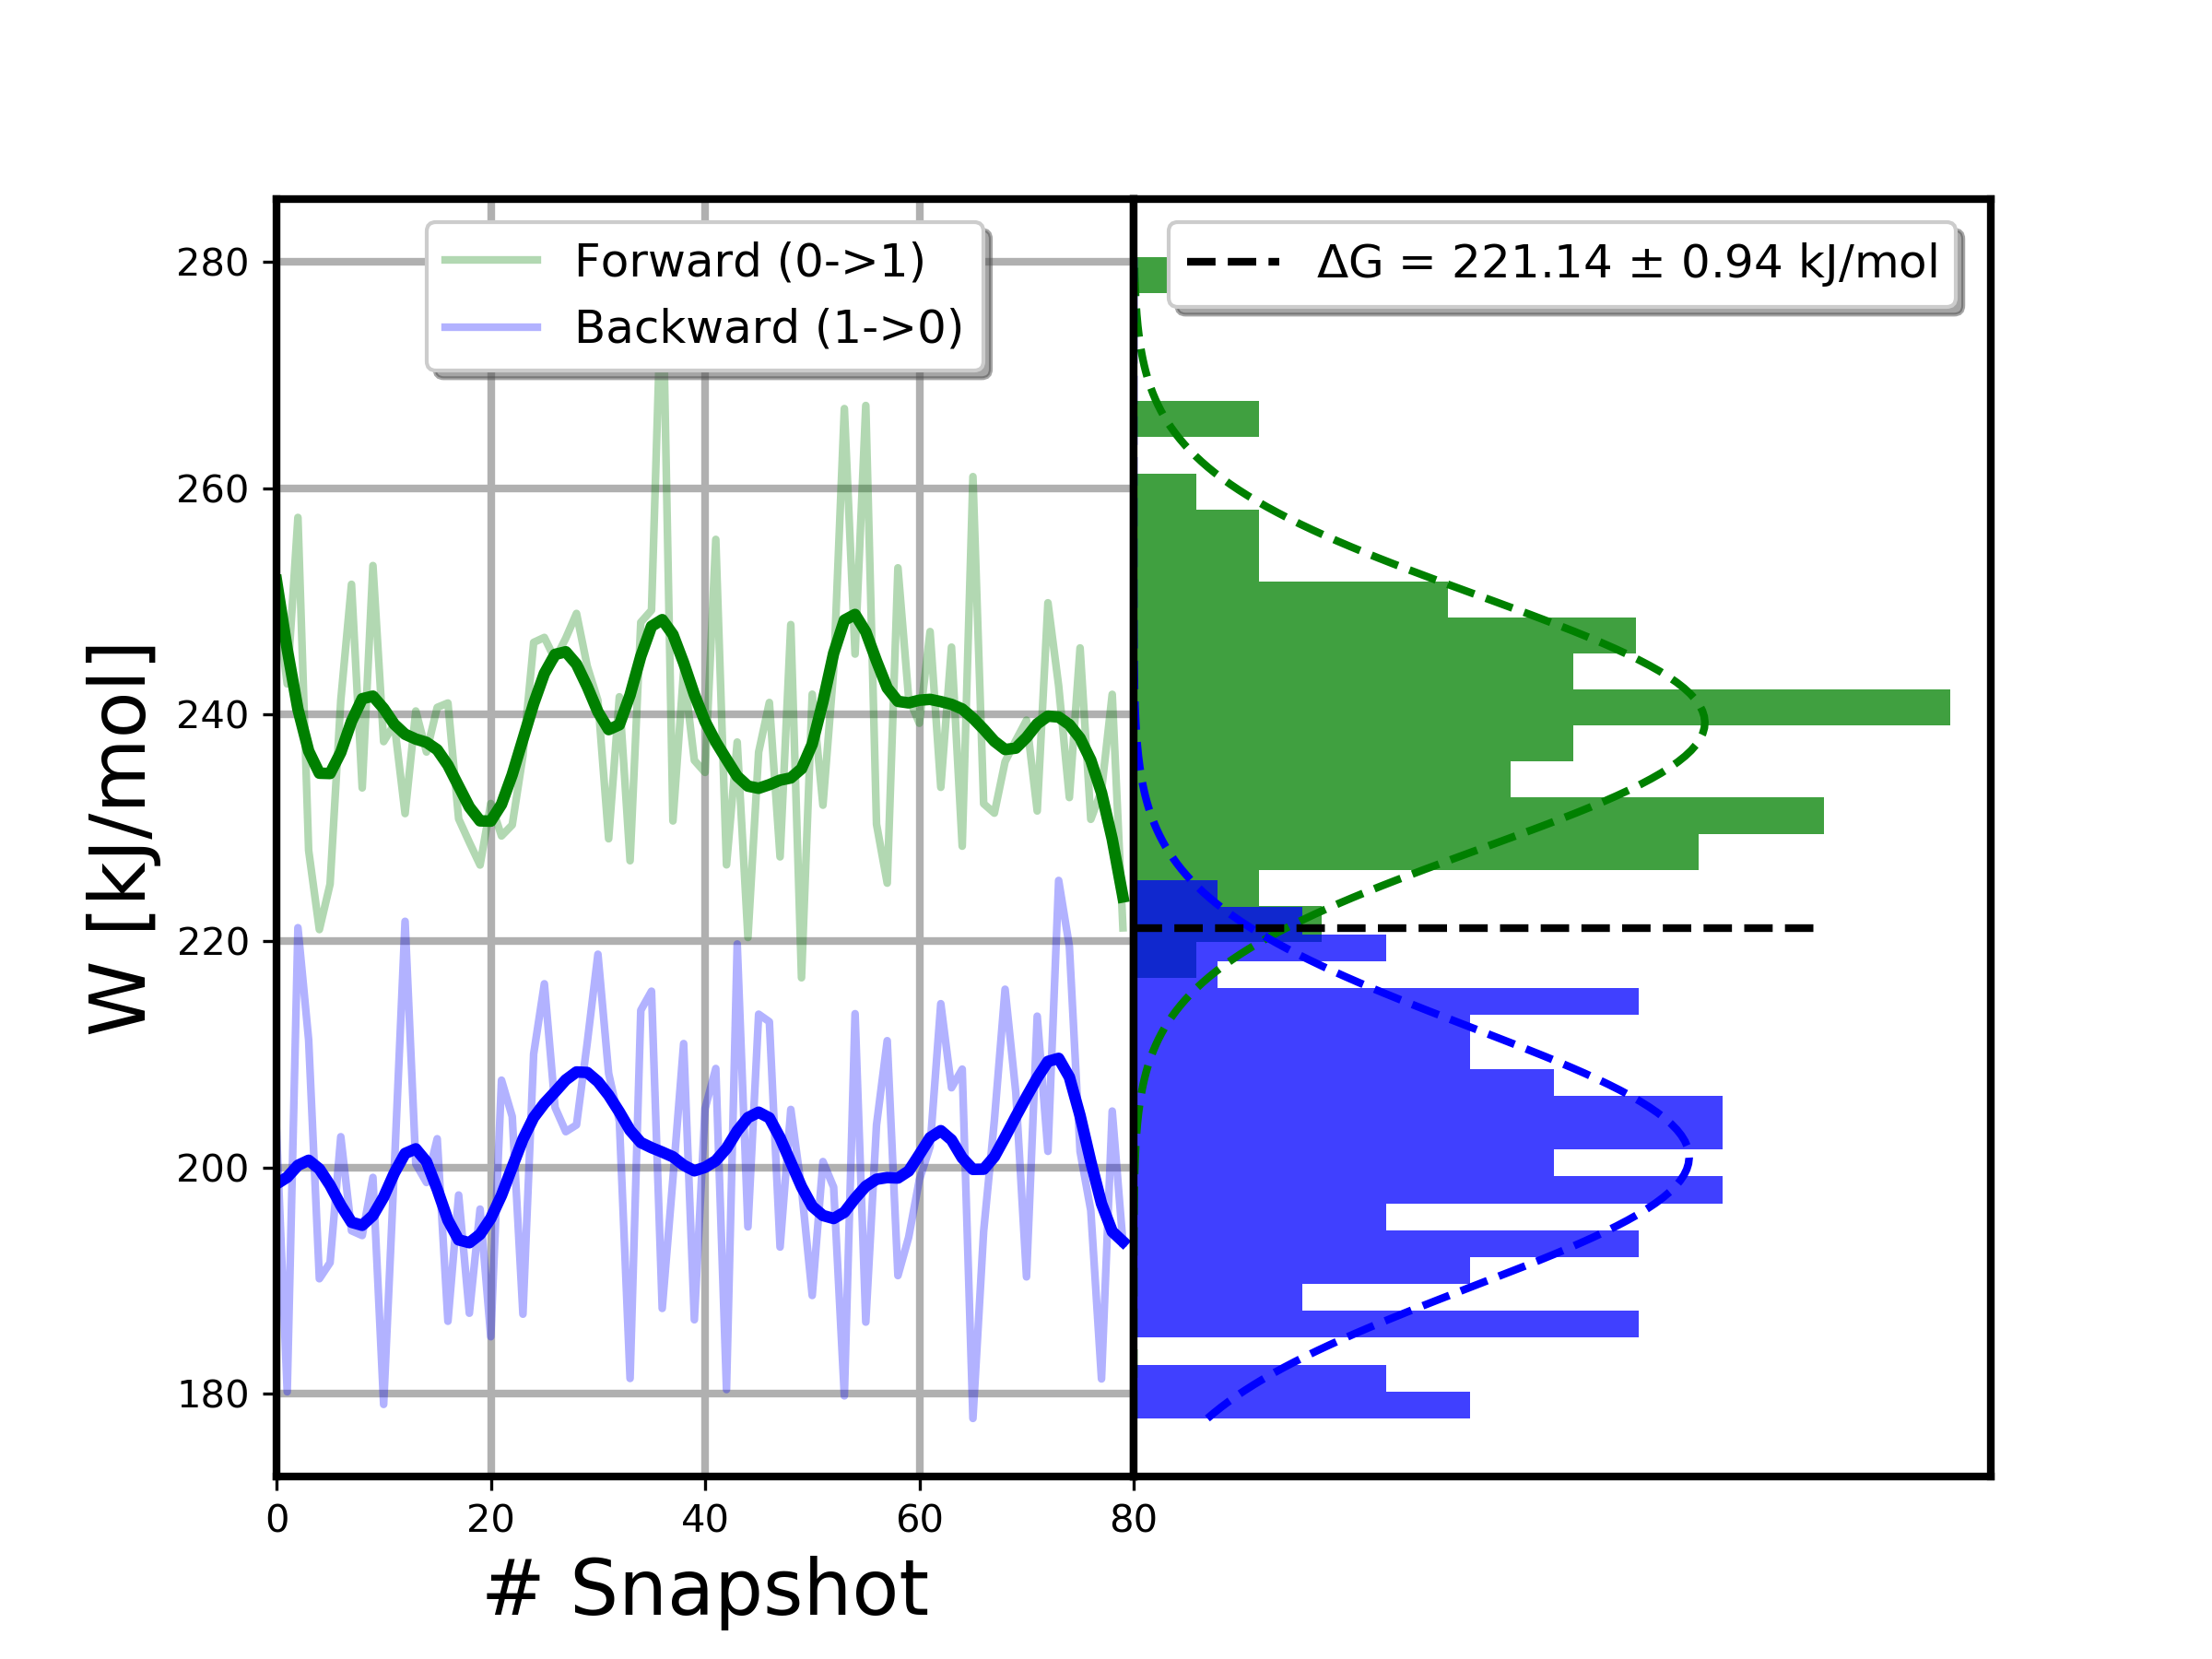 Forward (0->1)
Backward (1->0)
ΔG = 221.14 ± 0.94 kJ/mol
280
260
240
220
200
180
W [kJ/mol]
0 20 40 60 80
# Snapshot